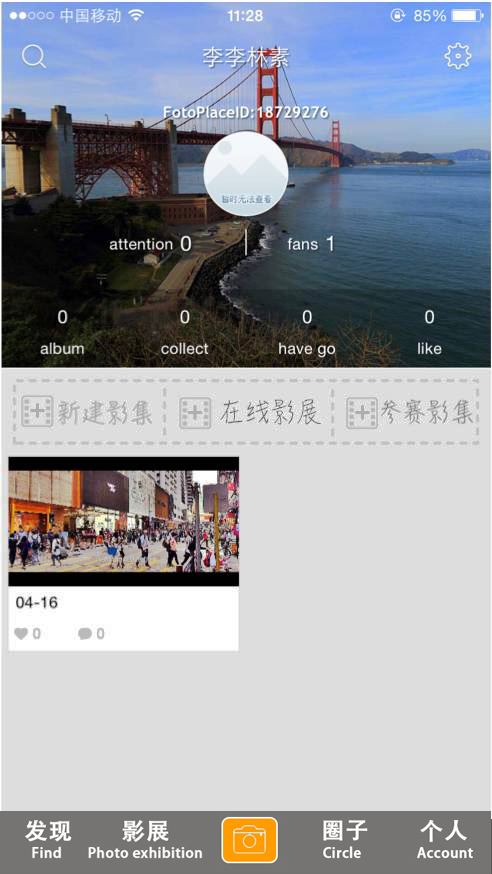 中国移动 11:28 85%
李李林素
FotoPlaceID:18729276
暂时无法查看
attention 0 fans 1
0 0 0 0
album collect have go like
新建影集 在线影展 参赛影集
04-16
0 0
发现 影展 圈子 个人
Find Photo exhibition Circle Account